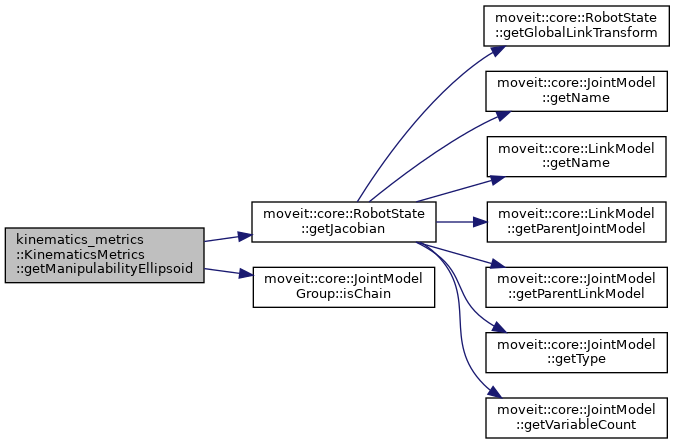 kinematics_metrics
::KinematicsMetrics
::getManipulabilityEllipsoid
moveit::core::RobotState
::getJacobian
moveit::core::JointModel
Group::isChain
moveit::core::RobotState
::getGlobalLinkTransform
moveit::core::JointModel
::getName
moveit::core::LinkModel
::getName
moveit::core::LinkModel
::getParentJointModel
moveit::core::JointModel
::getParentLinkModel
moveit::core::JointModel
::getType
moveit::core::JointModel
::getVariableCount